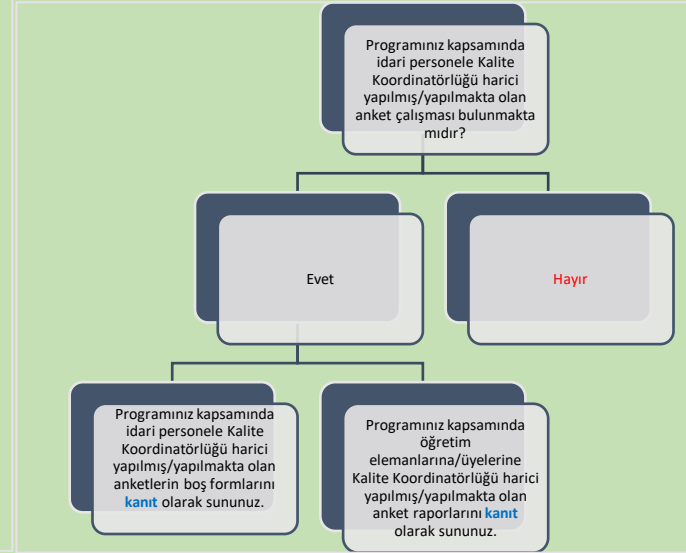 Programınız kapsamında
idari personele Kalite
Koordinatörlüğü harici
yapılmış/yapılmakta olan
anket çalışması bulunmakta
mıdır?
Evet
Hayır
Programınız kapsamında
idari personele Kalite
Koordinatörlüğü harici
yapılmış/yapılmakta olan
anketlerin boş formlarını
kanıt olarak sununuz.
Programınız kapsamında
öğretim
elemanlarına/üyelerine
Kalite Koordinatörlüğü harici
yapılmış/yapılmakta olan
anket raporlarını kanıt
olarak sununuz.